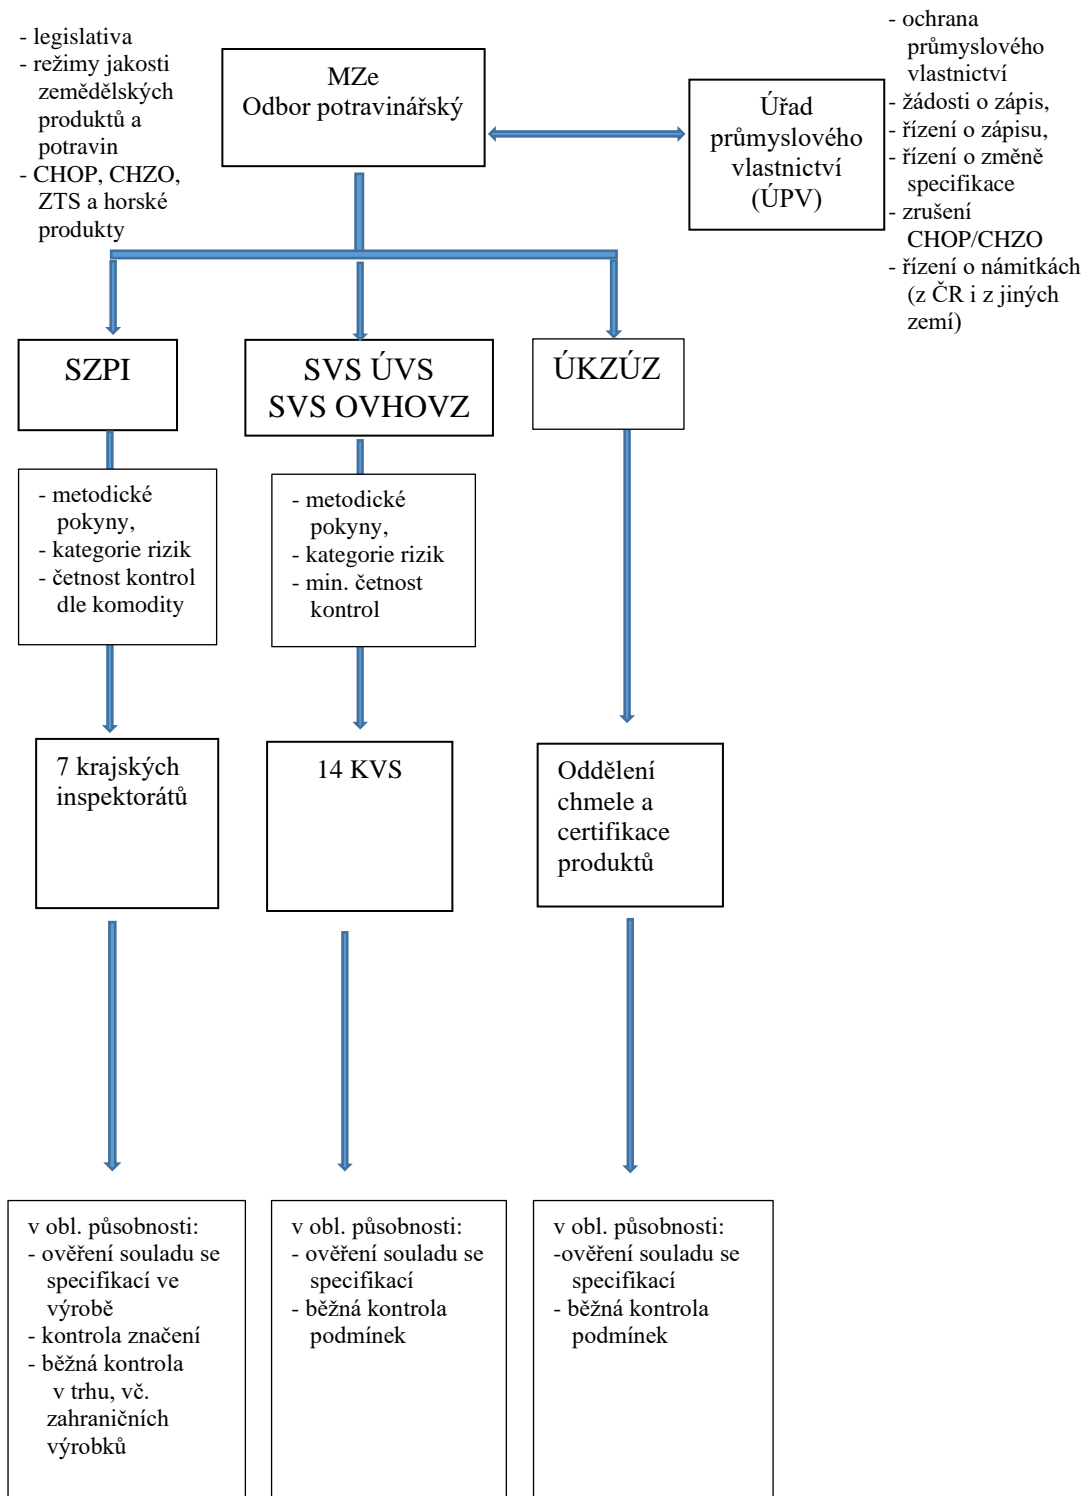 - legislativa
- režimy jakosti
zemědělských
produktů a
potravin
- CHOP, CHZO,
ZTS a horské
produkty
MZe
Odbor potravinářský
Úřad
průmyslového
vlastnictví
(ÚPV)
- ochrana
průmyslového
vlastnictví
- žádosti o zápis,
- řízení o zápisu,
- řízení o změně
specifikace
- zrušení
CHOP/CHZO
- řízení o námitkách
(z ČR i z jiných
zemí)
SZPI
SVS ÚVS
SVS OVHOVZ
ÚKZÚZ
- metodické
pokyny,
- kategorie rizik
- četnost kontrol
dle komodity
- metodické
pokyny,
- kategorie rizik
- min. četnost
kontrol
7 krajských
inspektorátů
14 KVS
Oddělení
chmele a
certifikace
produktů
v obl. působnosti:
- ověření souladu se
specifikací ve
výrobě
- kontrola značení
- běžná kontrola
v trhu, vč.
zahraničních
výrobků
v obl. působnosti:
- ověření souladu se
specifikací
- běžná kontrola
podmínek
v obl. působnosti:
-ověření souladu se
specifikací
- běžná kontrola
podmínek